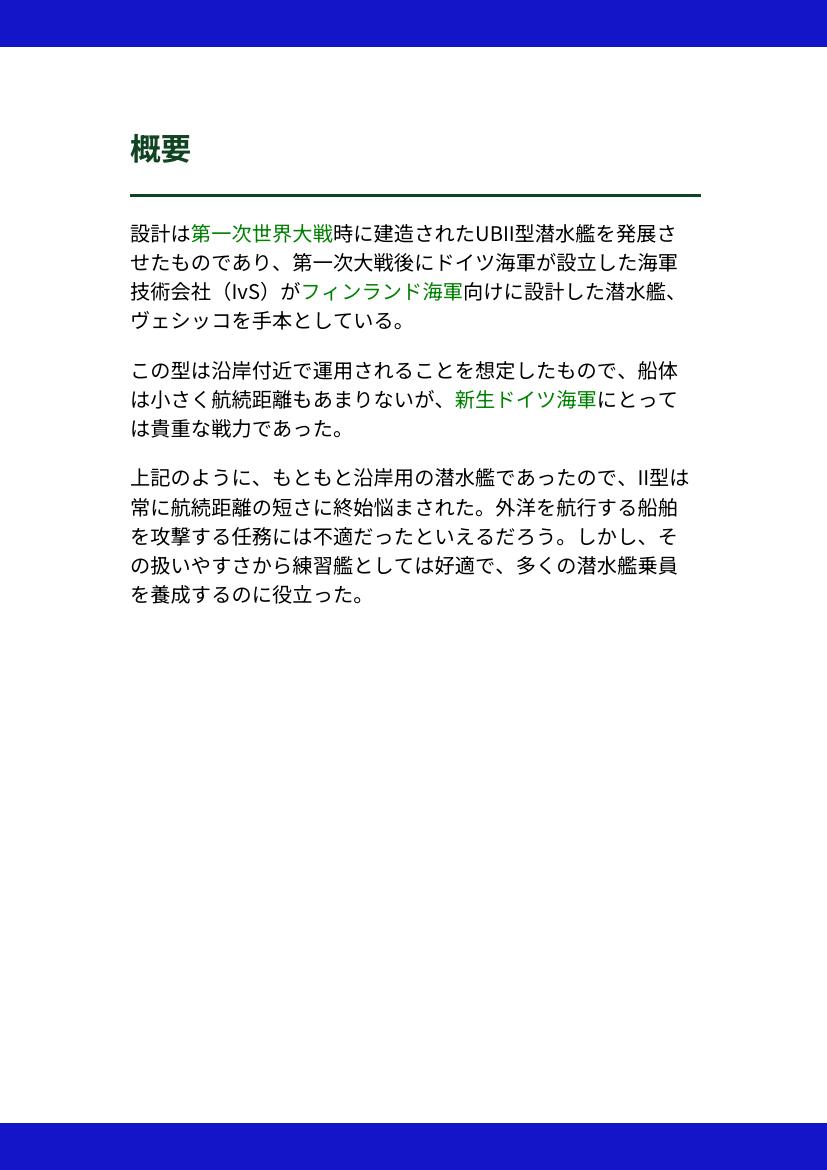 概要
設計は第一次世界大戦時に建造されたUBII型潜水艦を発展さ
せたものであり、第一次大戦後にドイツ海軍が設立した海軍
技術会社（IvS）がフィンランド海軍向けに設計した潜水艦、
ヴェシッコを手本としている。
この型は沿岸付近で運用されることを想定したもので、船体
は小さく航続距離もあまりないが、新生ドイツ海軍にとって
は貴重な戦力であった。
上記のように、もともと沿岸用の潜水艦であったので、II型は
常に航続距離の短さに終始悩まされた。外洋を航行する船舶
を攻撃する任務には不適だったといえるだろう。しかし、そ
の扱いやすさから練習艦としては好適で、多くの潜水艦乗員
を養成するのに役立った。